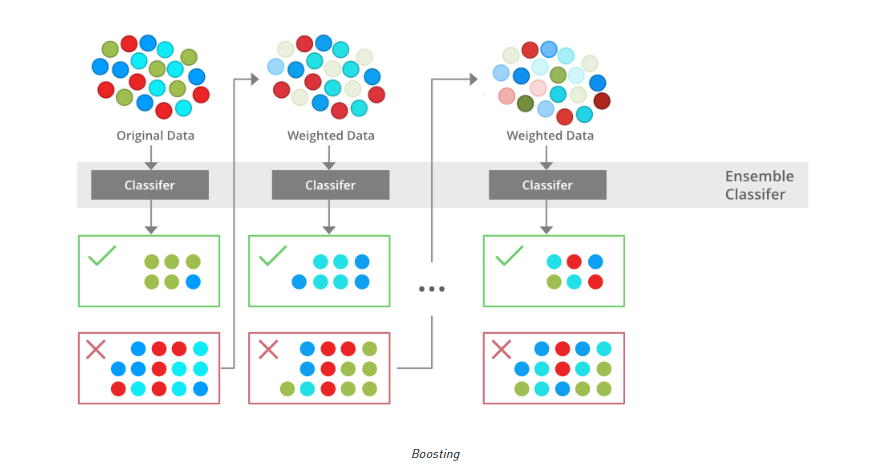 Original Data
Weighted Data
Weighted Data
Classifer
Classifer
Classifer
Ensemble
Classifer
...
Boosting